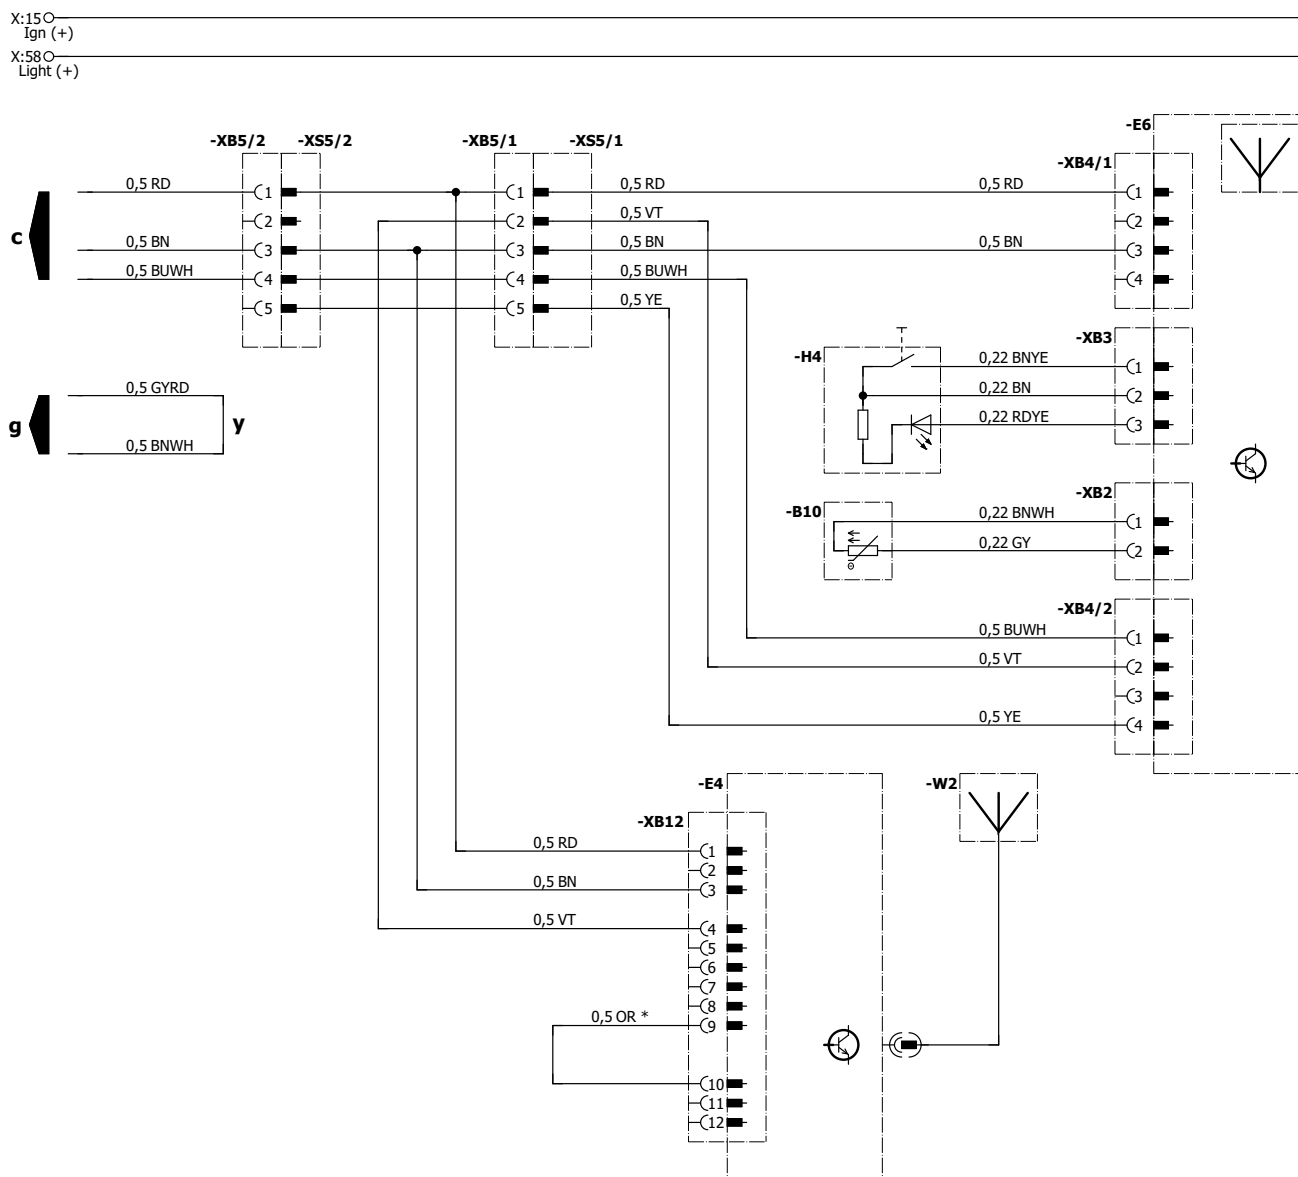 X:15
Ign (+)
X:58
Light (+)
-XB5/2 -XS5/2 -XB5/1 -XS5/1 -E6
-XB4/1
0,5 RD 1 1 0,5 RD 0,5 RD 1
2 2 0,5 VT 2
c 0,5 BN 3 3 0,5 BN 0,5 BN 3
0,5 BUWH 4 4 0,5 BUWH 4
5 5 0,5 YE
-XB3
-H4 0,22 BNYE 1
0,22 BN 2
0,22 RDYE 3
g 0,5 GYRD y
0,5 BNWH
-XB2
-B10 0,22 BNWH 1
0,22 GY 2
-XB4/2
0,5 BUWH 1
0,5 VT 2
3
0,5 YE 4
-E4 -W2
-XB12
0,5 RD 1
2
0,5 BN 3
0,5 VT 4
5
6
7
8
0,5 OR * 9
10
11
12